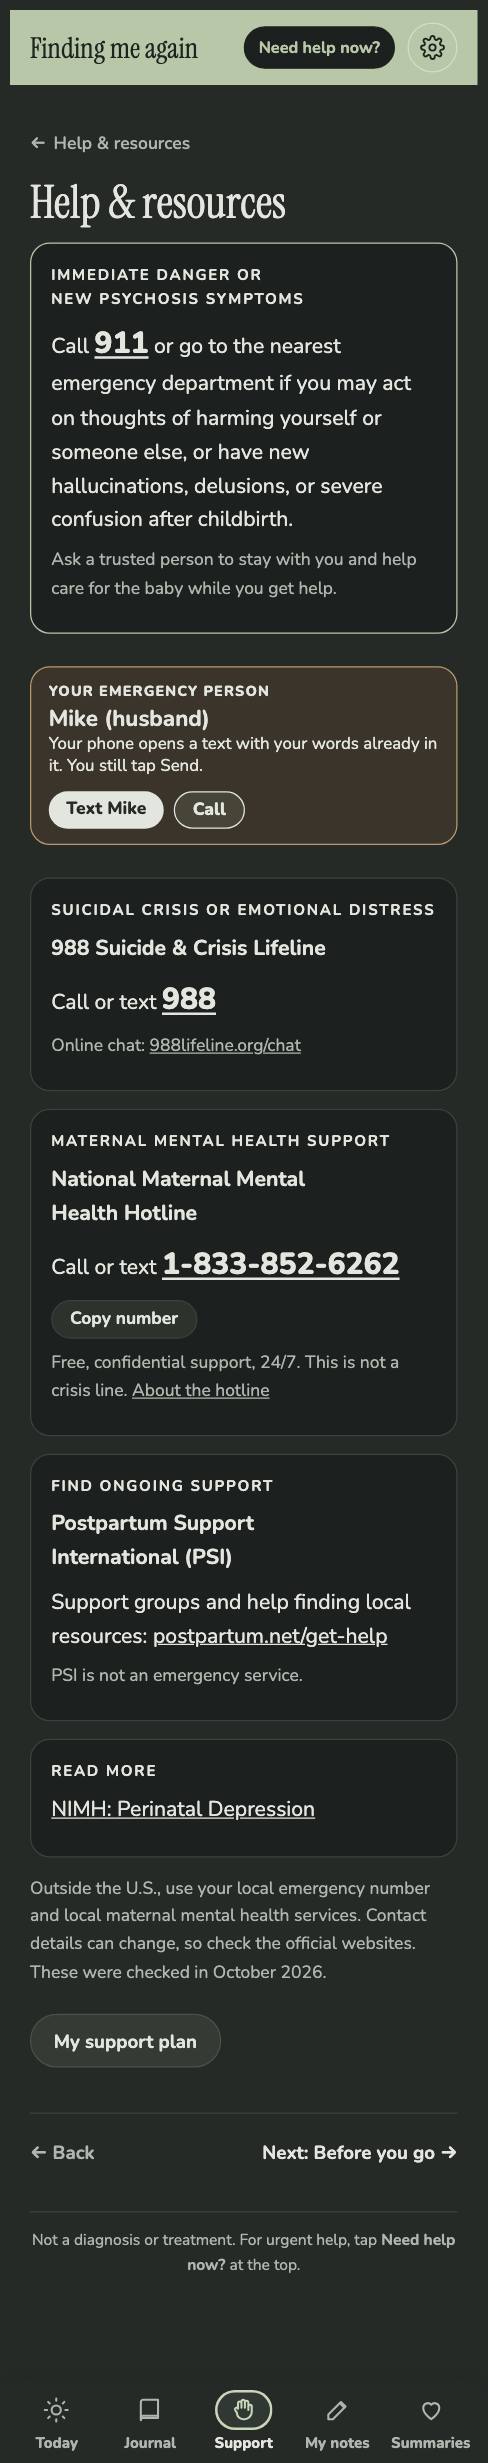 Finding me again
Need help now?
← Help & resources
Help & resources
IMMEDIATE DANGER OR
NEW PSYCHOSIS SYMPTOMS
Call 911 or go to the nearest
emergency department if you may act
on thoughts of harming yourself or
someone else, or have new
hallucinations, delusions, or severe
confusion after childbirth.
Ask a trusted person to stay with you and help
care for the baby while you get help.
YOUR EMERGENCY PERSON
Mike (husband)
Your phone opens a text with your words already in
it. You still tap Send.
Text Mike
Call
SUICIDAL CRISIS OR EMOTIONAL DISTRESS
988 Suicide & Crisis Lifeline
Call or text 988
Online chat: 988lifeline.org/chat
MATERNAL MENTAL HEALTH SUPPORT
National Maternal Mental
Health Hotline
Call or text 1-833-852-6262
Copy number
Free, confidential support, 24/7. This is not a
crisis line. About the hotline
FIND ONGOING SUPPORT
Postpartum Support
International (PSI)
Support groups and help finding local
resources: postpartum.net/get-help
PSI is not an emergency service.
READ MORE
NIMH: Perinatal Depression
Outside the U.S., use your local emergency number
and local maternal mental health services. Contact
details can change, so check the official websites.
These were checked in October 2026.
My support plan
← Back
Next: Before you go →
Not a diagnosis or treatment. For urgent help, tap Need help
now? at the top.
Today
Journal
Support
My notes
Summaries